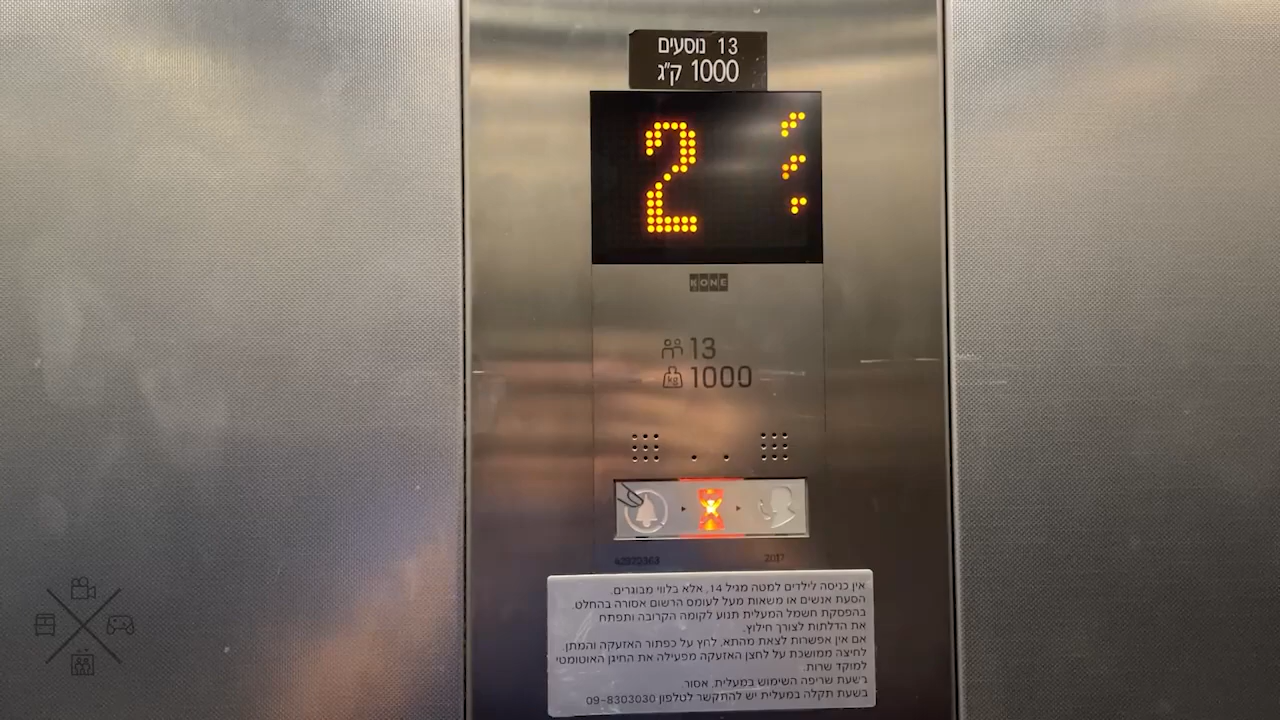 13 נוסעים
1000 ק"ג
2
KONE
13
kg 1000
42970363
2017
אין כניסה לילדים למטה מגיל 14, אלא בלווי מבוגרים.
הסעת אנשים או משאות מעל לעומס הרשום אסורה בהחלט.
בהפסקת חשמל המעלית תנוע לקומה הקרובה ותפתח
את הדלתות לצורך חילוץ.
אם אין אפשרות לצאת מהתא, לחץ על כפתור האזעקה והמתן.
לחיצה ממושכת על לחצן האזעקה מפעילה את החיגן האוטומטי
למוקד שרות.
בשעת שריפה השימוש במעלית, אסור
בשעת תקלה במעלית יש להתקשר לטלפון 09-8303030